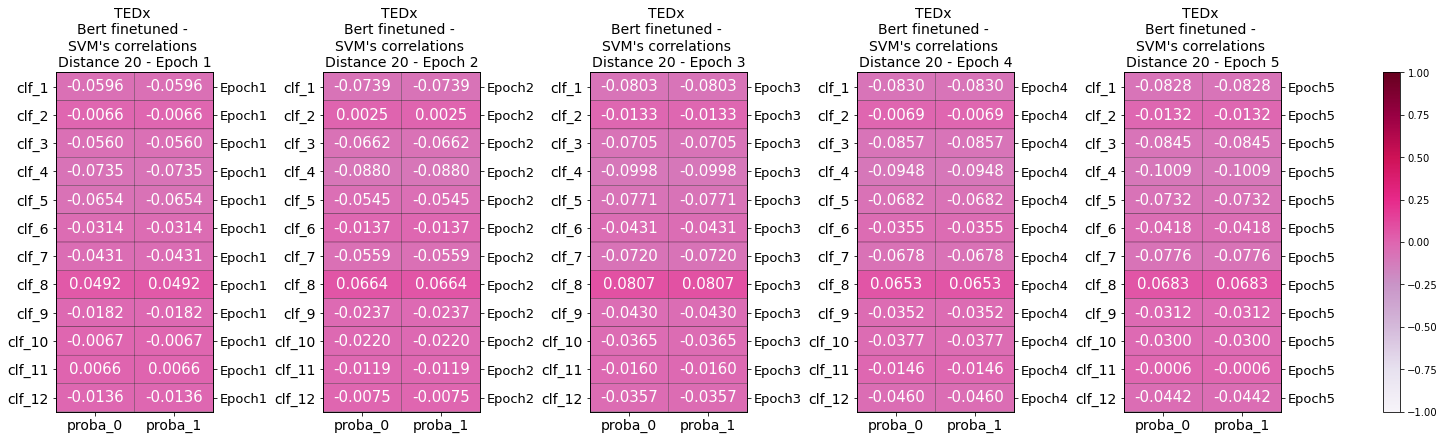 TEDx
Bert finetuned -
SVM's correlations
Distance 20 - Epoch 1
clf_1 -0.0596 -0.0596 Epoch1
clf_2 -0.0066 -0.0066 Epoch1
clf_3 -0.0560 -0.0560 Epoch1
clf_4 -0.0735 -0.0735 Epoch1
clf_5 -0.0654 -0.0654 Epoch1
clf_6 -0.0314 -0.0314 Epoch1
clf_7 -0.0431 -0.0431 Epoch1
clf_8 0.0492 0.0492 Epoch1
clf_9 -0.0182 -0.0182 Epoch1
clf_10 -0.0067 -0.0067 Epoch1
clf_11 0.0066 0.0066 Epoch1
clf_12 -0.0136 -0.0136 Epoch1
proba_0 proba_1
TEDx
Bert finetuned -
SVM's correlations
Distance 20 - Epoch 2
clf_1 -0.0739 -0.0739 Epoch2
clf_2 0.0025 0.0025 Epoch2
clf_3 -0.0662 -0.0662 Epoch2
clf_4 -0.0880 -0.0880 Epoch2
clf_5 -0.0545 -0.0545 Epoch2
clf_6 -0.0137 -0.0137 Epoch2
clf_7 -0.0559 -0.0559 Epoch2
clf_8 0.0664 0.0664 Epoch2
clf_9 -0.0237 -0.0237 Epoch2
clf_10 -0.0220 -0.0220 Epoch2
clf_11 -0.0119 -0.0119 Epoch2
clf_12 -0.0075 -0.0075 Epoch2
proba_0 proba_1
TEDx
Bert finetuned -
SVM's correlations
Distance 20 - Epoch 3
clf_1 -0.0803 -0.0803 Epoch3
clf_2 -0.0133 -0.0133 Epoch3
clf_3 -0.0705 -0.0705 Epoch3
clf_4 -0.0998 -0.0998 Epoch3
clf_5 -0.0771 -0.0771 Epoch3
clf_6 -0.0431 -0.0431 Epoch3
clf_7 -0.0720 -0.0720 Epoch3
clf_8 0.0807 0.0807 Epoch3
clf_9 -0.0430 -0.0430 Epoch3
clf_10 -0.0365 -0.0365 Epoch3
clf_11 -0.0160 -0.0160 Epoch3
clf_12 -0.0357 -0.0357 Epoch3
proba_0 proba_1
TEDx
Bert finetuned -
SVM's correlations
Distance 20 - Epoch 4
clf_1 -0.0830 -0.0830 Epoch4
clf_2 -0.0069 -0.0069 Epoch4
clf_3 -0.0857 -0.0857 Epoch4
clf_4 -0.0948 -0.0948 Epoch4
clf_5 -0.0682 -0.0682 Epoch4
clf_6 -0.0355 -0.0355 Epoch4
clf_7 -0.0678 -0.0678 Epoch4
clf_8 0.0653 0.0653 Epoch4
clf_9 -0.0352 -0.0352 Epoch4
clf_10 -0.0377 -0.0377 Epoch4
clf_11 -0.0146 -0.0146 Epoch4
clf_12 -0.0460 -0.0460 Epoch4
proba_0 proba_1
TEDx
Bert finetuned -
SVM's correlations
Distance 20 - Epoch 5
clf_1 -0.0828 -0.0828 Epoch5
clf_2 -0.0132 -0.0132 Epoch5
clf_3 -0.0845 -0.0845 Epoch5
clf_4 -0.1009 -0.1009 Epoch5
clf_5 -0.0732 -0.0732 Epoch5
clf_6 -0.0418 -0.0418 Epoch5
clf_7 -0.0776 -0.0776 Epoch5
clf_8 0.0683 0.0683 Epoch5
clf_9 -0.0312 -0.0312 Epoch5
clf_10 -0.0300 -0.0300 Epoch5
clf_11 -0.0006 -0.0006 Epoch5
clf_12 -0.0442 -0.0442 Epoch5
proba_0 proba_1
1.00
0.75
0.50
0.25
0.00
−0.25
−0.50
−0.75
−1.00